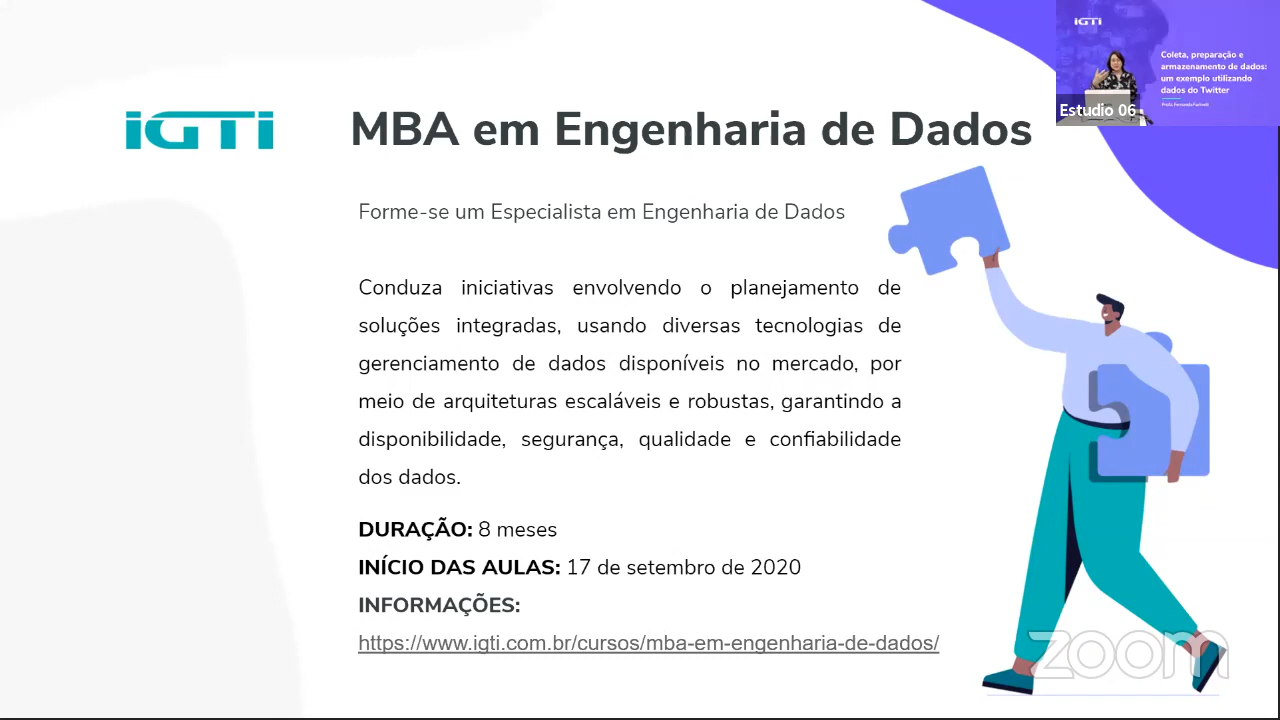 iGTi
MBA em Engenharia de Dados
Forme-se um Especialista em Engenharia de Dados
Conduza iniciativas envolvendo o planejamento de
soluções integradas, usando diversas tecnologias de
gerenciamento de dados disponíveis no mercado, por
meio de arquiteturas escaláveis e robustas, garantindo a
disponibilidade, segurança, qualidade e confiabilidade
dos dados.
DURAÇÃO: 8 meses
INÍCIO DAS AULAS: 17 de setembro de 2020
INFORMAÇÕES:
https://www.igti.com.br/cursos/mba-em-engenharia-de-dados/
iGTi
Coleta, preparação e
armazenamento de dados:
um exemplo utilizando
dados do Twitter
Profa. Fernanda
Estudio 06
zoom